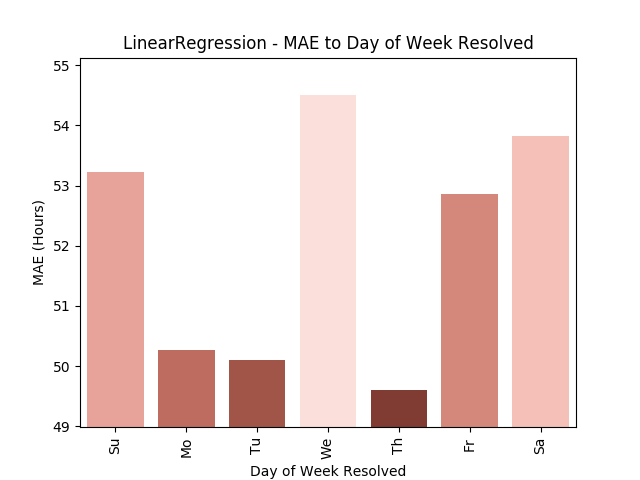 LinearRegression - MAE to Day of Week Resolved
MAE (Hours)
55
54
53
52
51
50
49
Su
Mo
Tu
We
Th
Fr
Sa
Day of Week Resolved